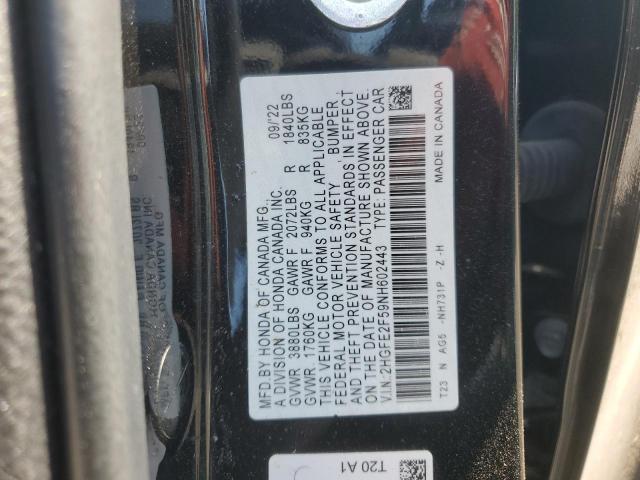 MFD.BY HONDA OF CANADA MFG., 09/'22
A DIVISION OF HONDA CANADA INC.
GVWR 3880LBS GAWR F 2072LBS R 1840LBS
GVWR 1760KG GAWR F 940KG R 835KG
THIS VEHICLE CONFORMS TO ALL APPLICABLE
FEDERAL MOTOR VEHICLE SAFETY, BUMPER,
AND THEFT PREVENTION STANDARDS IN EFFECT
ON THE DATE OF MANUFACTURE SHOWN ABOVE.
V.I.N:2HGFE2F59NH602443 TYPE: PASSENGER CAR
T23 N AG5 -NH731P -Z -H MADE IN CANADA
T20 A1